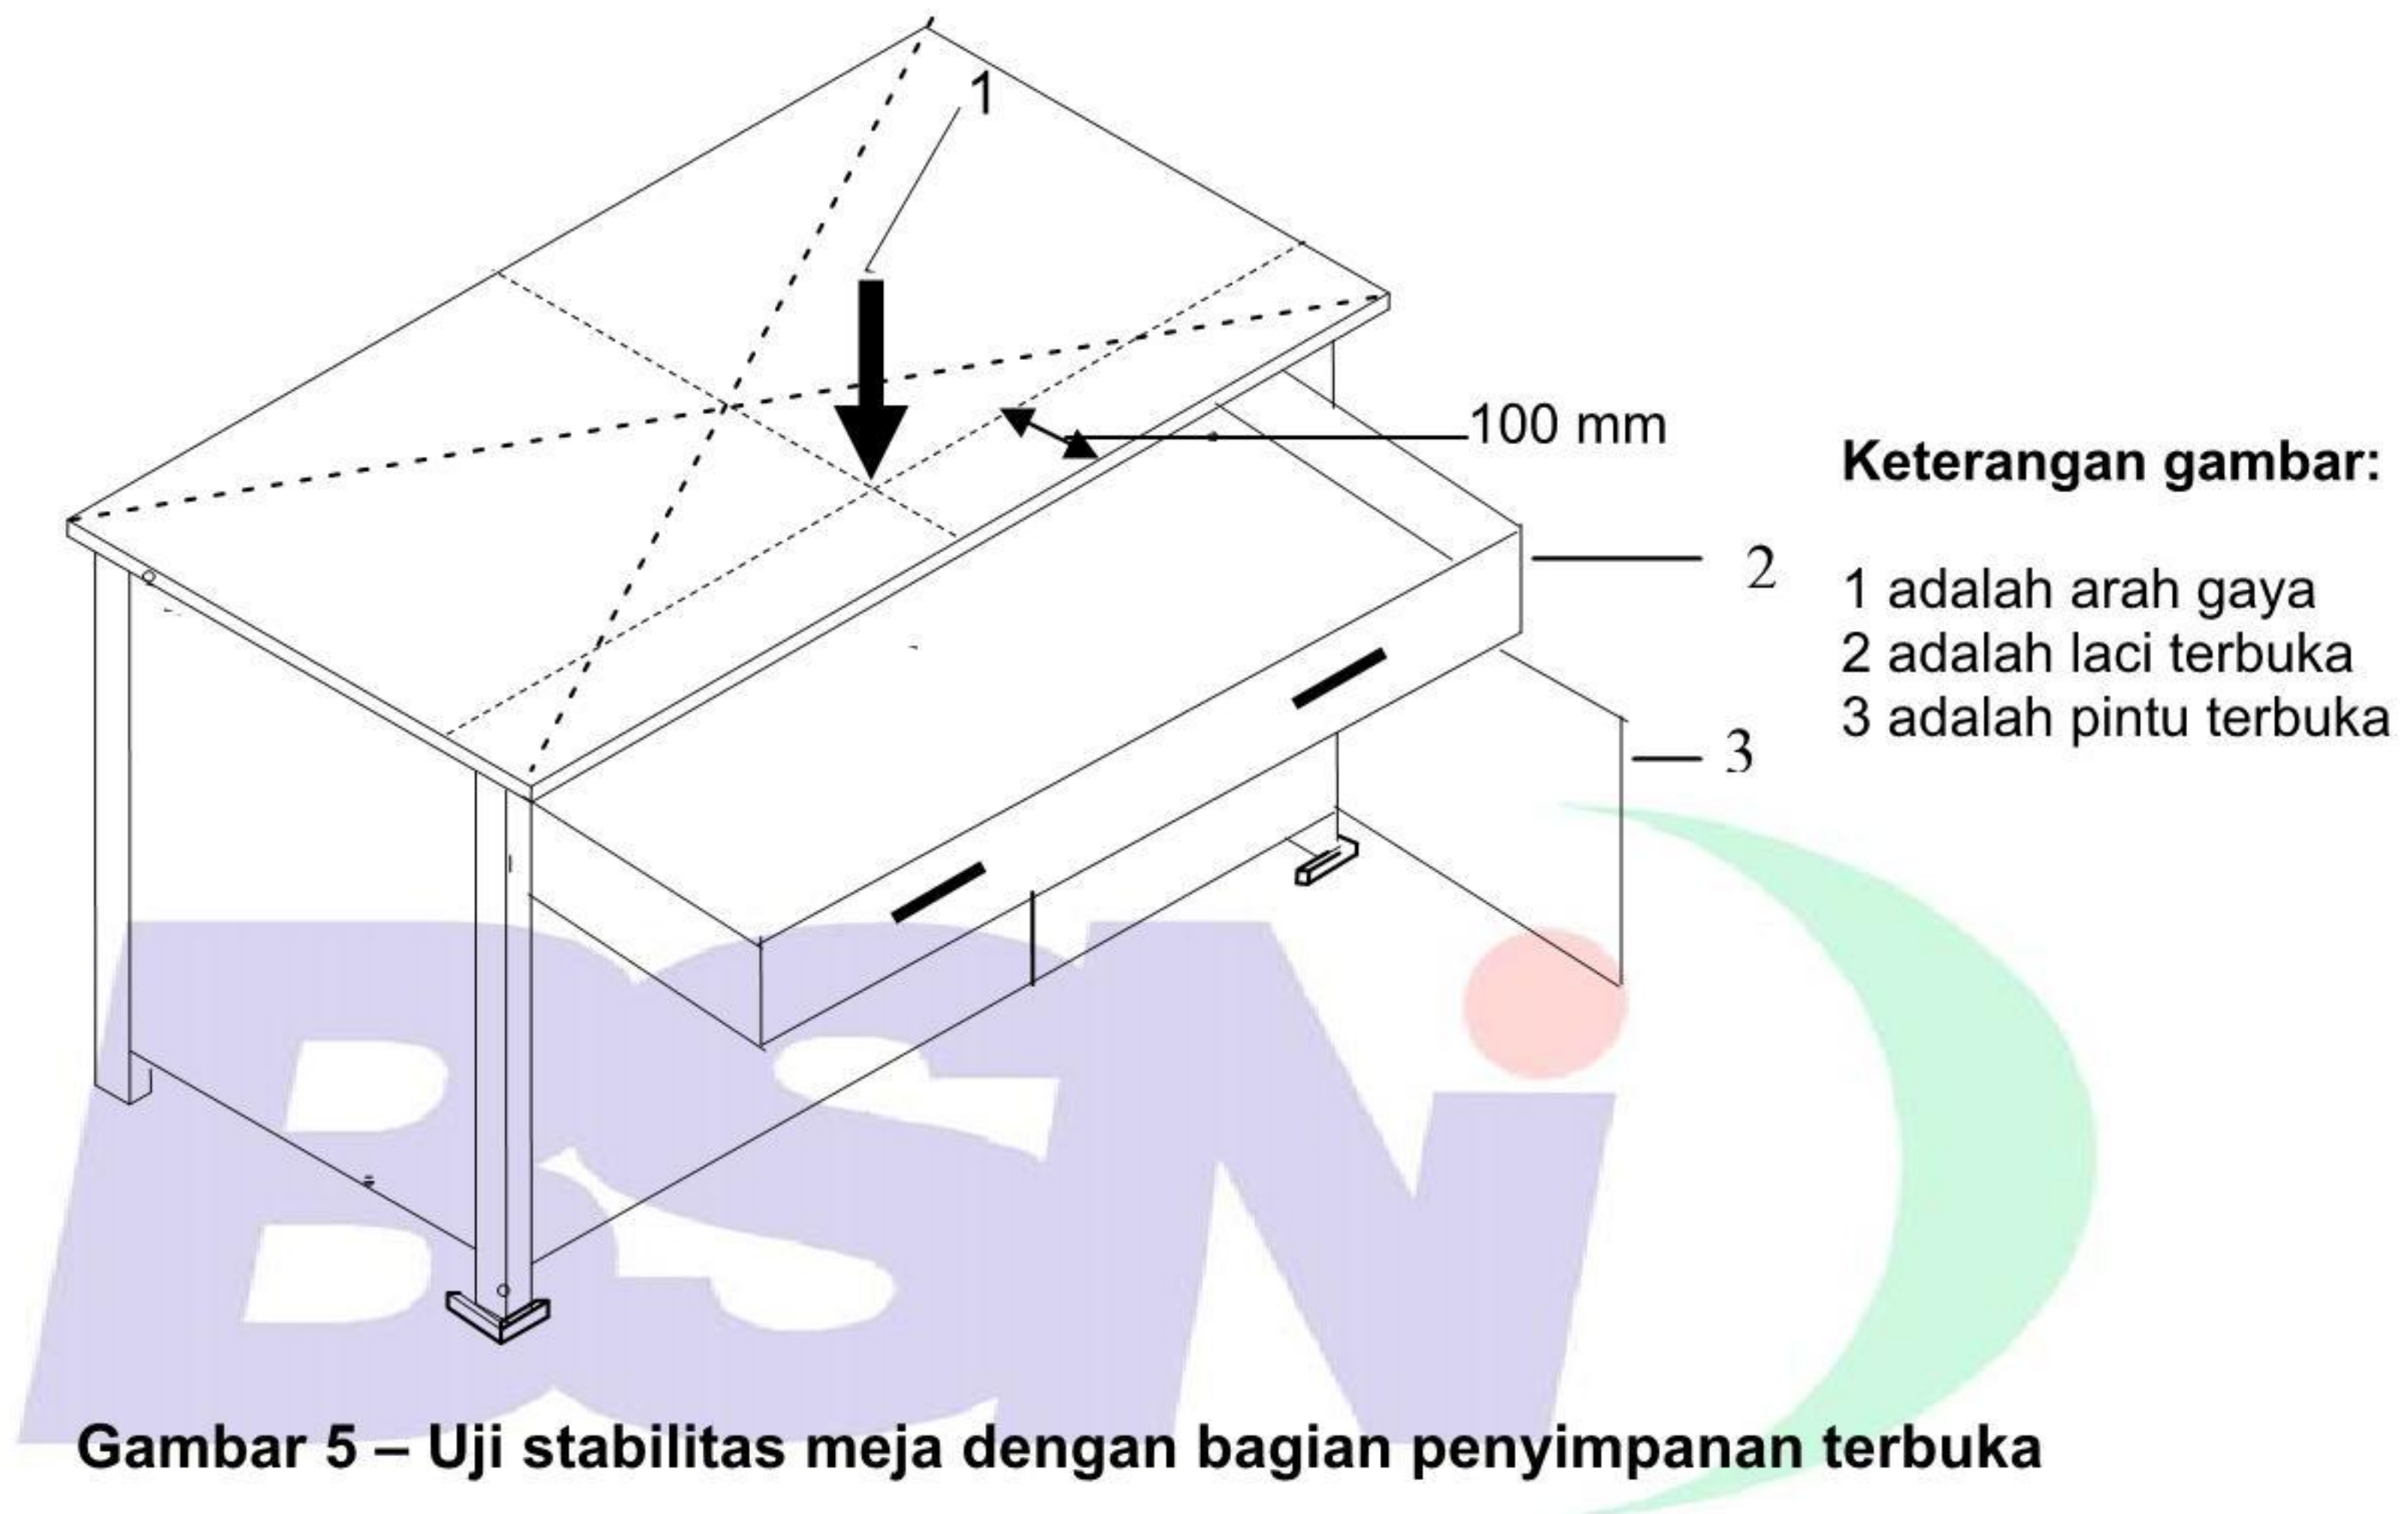 1
100 mm
Keterangan gambar:
2
1 adalah arah gaya
2 adalah laci terbuka
3 adalah pintu terbuka
3
BSNi
Gambar 5 – Uji stabilitas meja dengan bagian penyimpanan terbuka